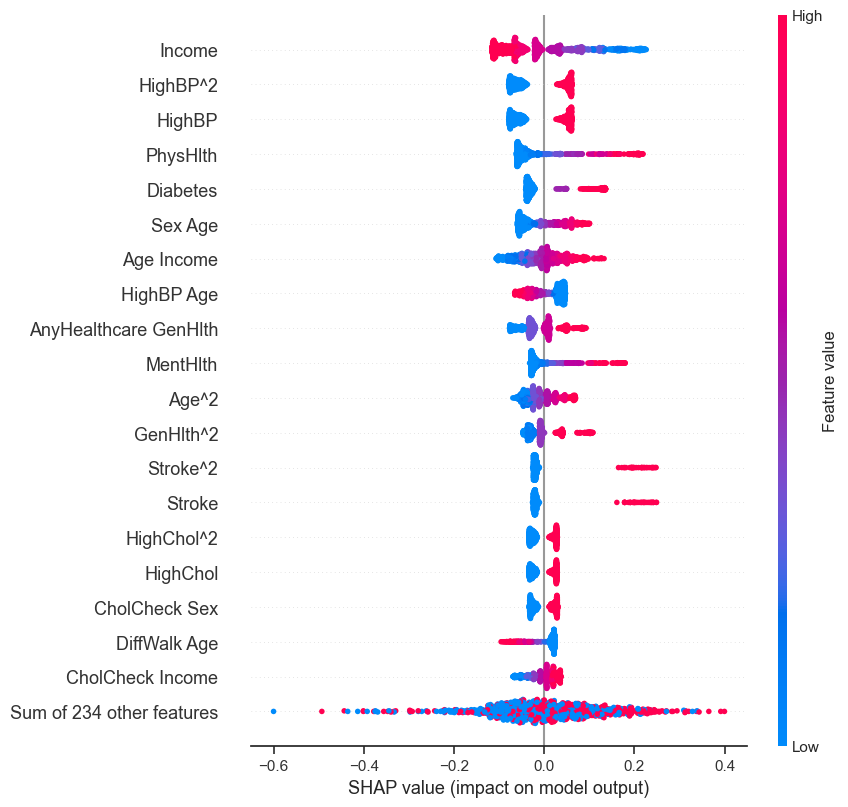 High
Income
HighBP^2
HighBP
PhysHlth
Diabetes
Sex Age
Age Income
HighBP Age
AnyHealthcare GenHlth
MentHlth
Age^2
GenHlth^2
Stroke^2
Stroke
HighChol^2
HighChol
CholCheck Sex
DiffWalk Age
CholCheck Income
Sum of 234 other features
Feature value
Low
−0.6 −0.4 −0.2 0.0 0.2 0.4
SHAP value (impact on model output)